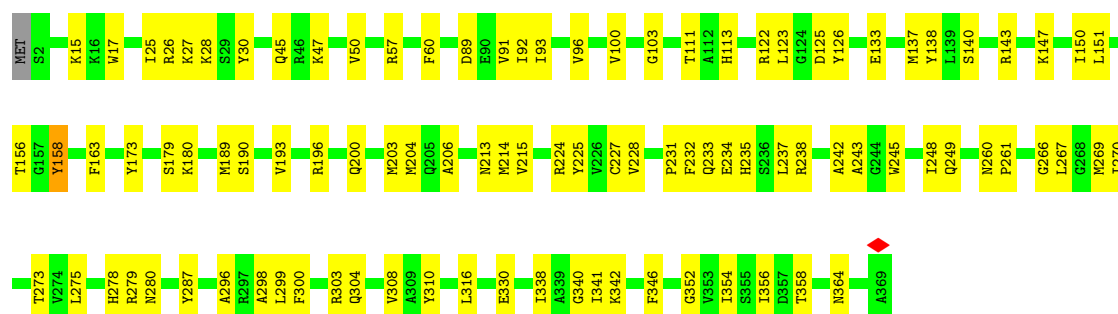 MET S2 K15 K16 W17 I25 R26 K27 K28 S29 Y30 Q45 R46 K47 V50 R57 F60 D89 E90 V91 I92 I93 V96 V100 G103 T111 A112 H113 R122 L123 G124 D125 Y126 E133 M137 Y138 L139 S140 R143 K147 I150 L151
T156 G157 Y158 F163 Y173 S179 K180 M189 S190 V193 R196 Q200 M203 M204 Q205 A206 N213 M214 V215 R224 Y225 V226 C227 V228 P231 F232 Q233 E234 H235 S236 L237 R238 A242 A243 G244 W245 I248 Q249 N260 P261 G266 L267 G268 M269
T273 V274 L275 H278 R279 N280 Y287 A296 R297 A298 L299 F300 R303 Q304 V308 A309 Y310 L316 E330 I338 A339 G340 I341 K342 F346 G352 V353 I354 S355 I356 D357 T358 N364 A369